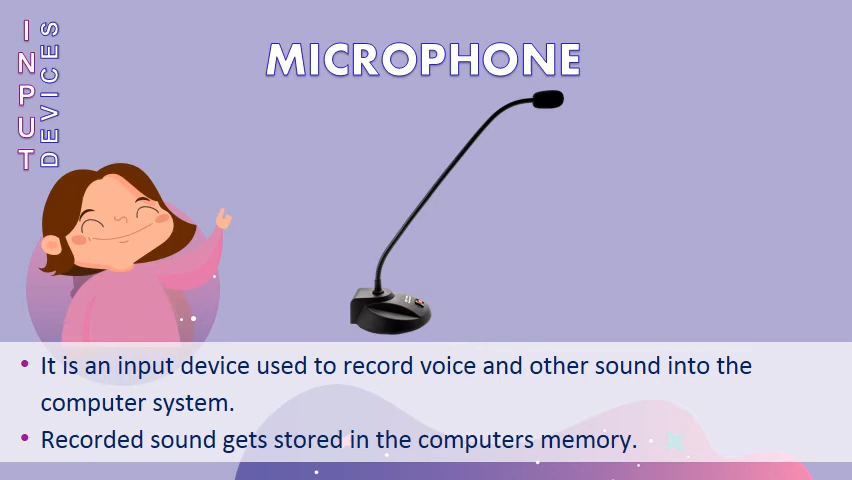 INPUT
DEVICES
MICROPHONE
• It is an input device used to record voice and other sound into the
computer system.
• Recorded sound gets stored in the computers memory.